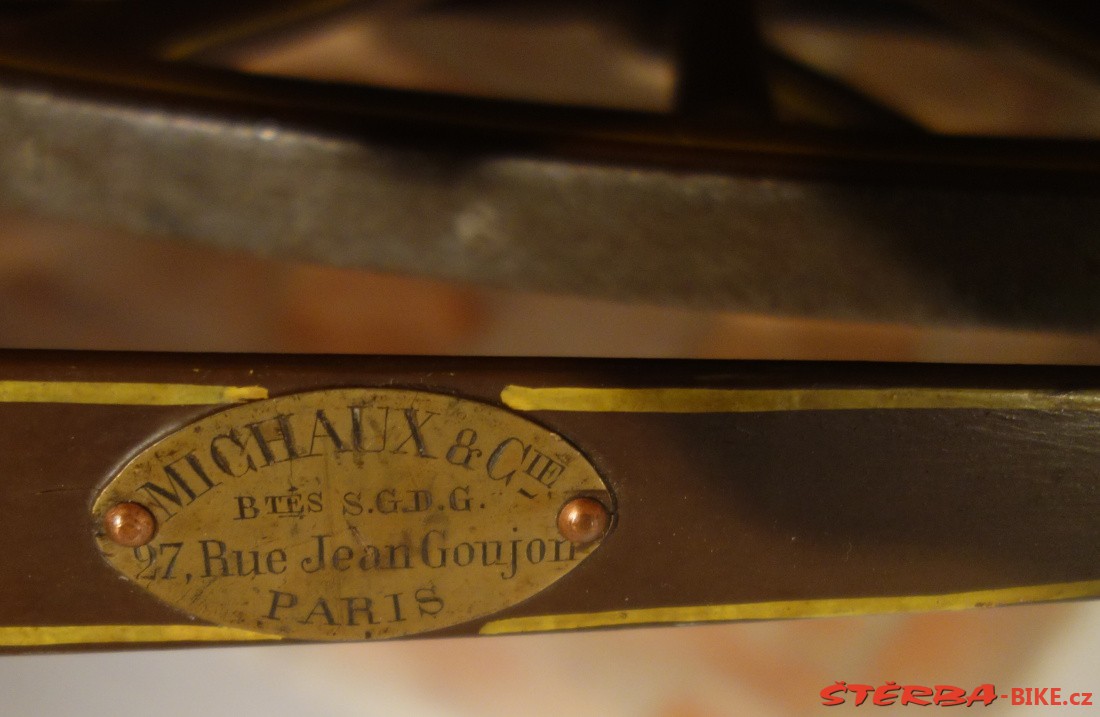 MICHAUX & CIE
BTÉS S.G.D.G.
27, Rue Jean Goujon
PARIS
ŠTĚRBA-BIKE.cz